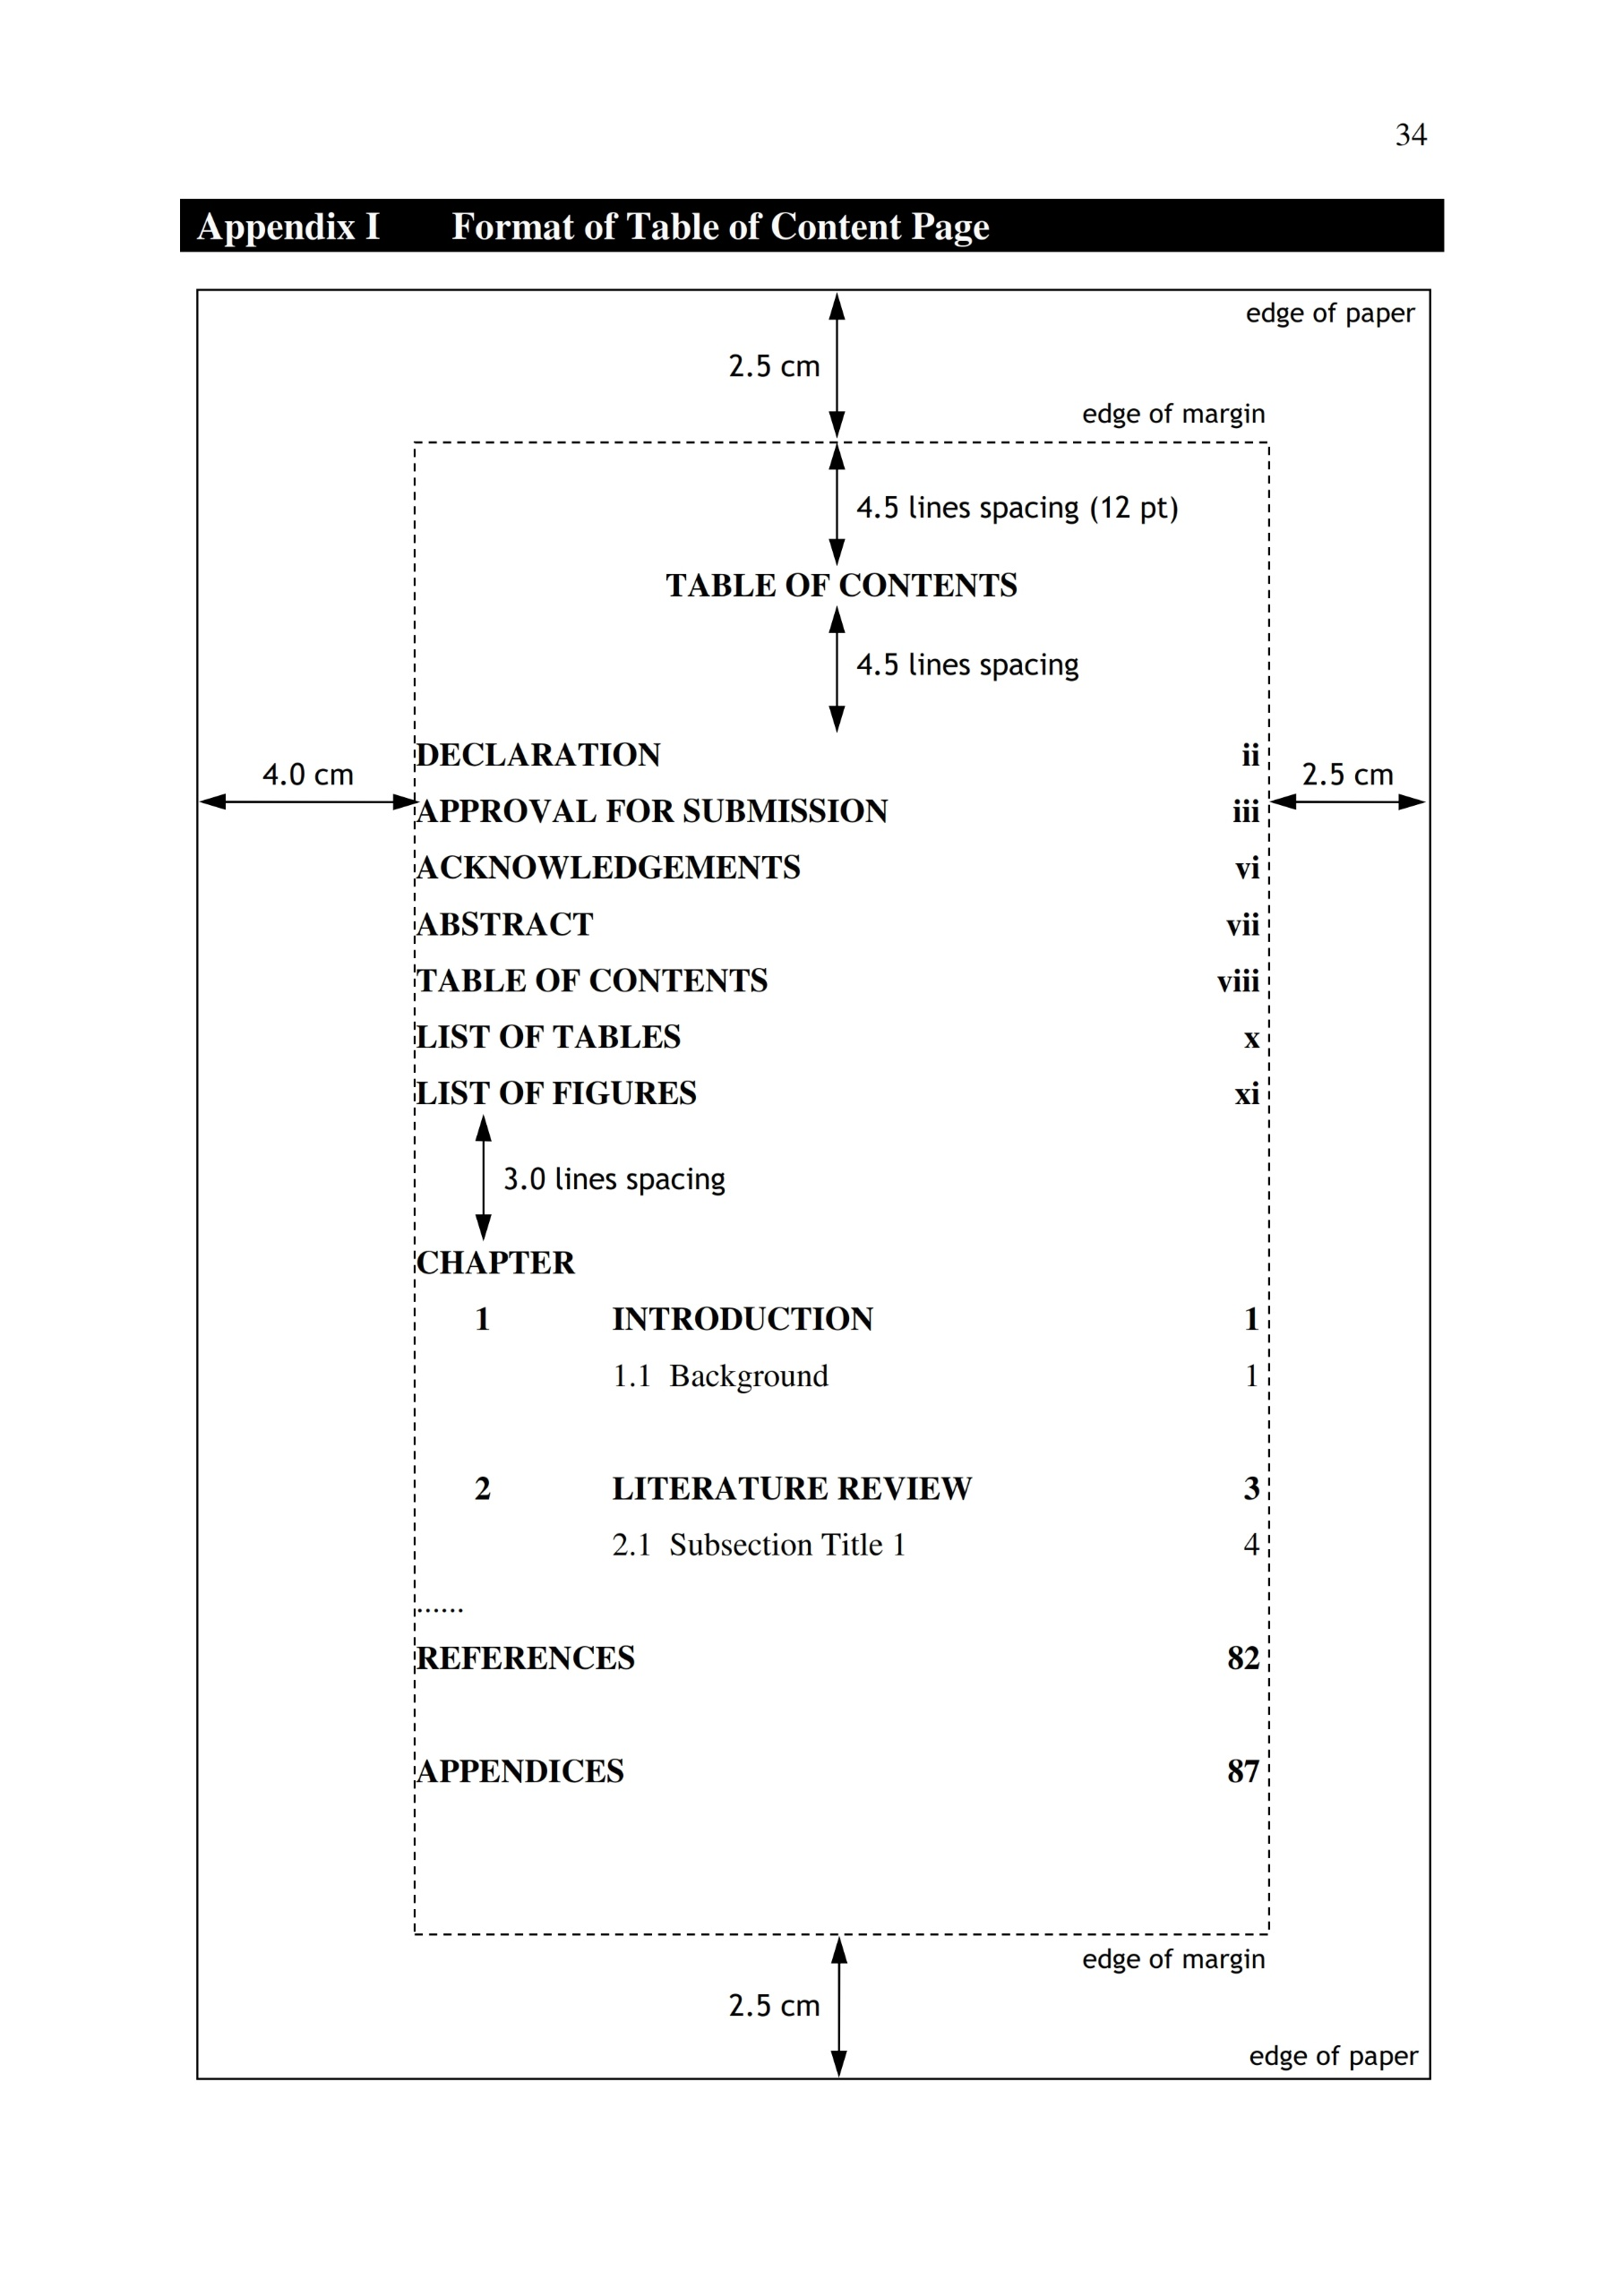 34
Appendix I Format of Table of Content Page
edge of paper
2.5 cm
edge of margin
4.5 lines spacing (12 pt)
TABLE OF CONTENTS
4.5 lines spacing
DECLARATION ii
4.0 cm 2.5 cm
APPROVAL FOR SUBMISSION iii
ACKNOWLEDGEMENTS vi
ABSTRACT vii
TABLE OF CONTENTS viii
LIST OF TABLES x
LIST OF FIGURES xi
3.0 lines spacing
CHAPTER
1 INTRODUCTION 1
1.1 Background 1
2 LITERATURE REVIEW 3
2.1 Subsection Title 1 4
......
REFERENCES 82
APPENDICES 87
edge of margin
2.5 cm
edge of paper